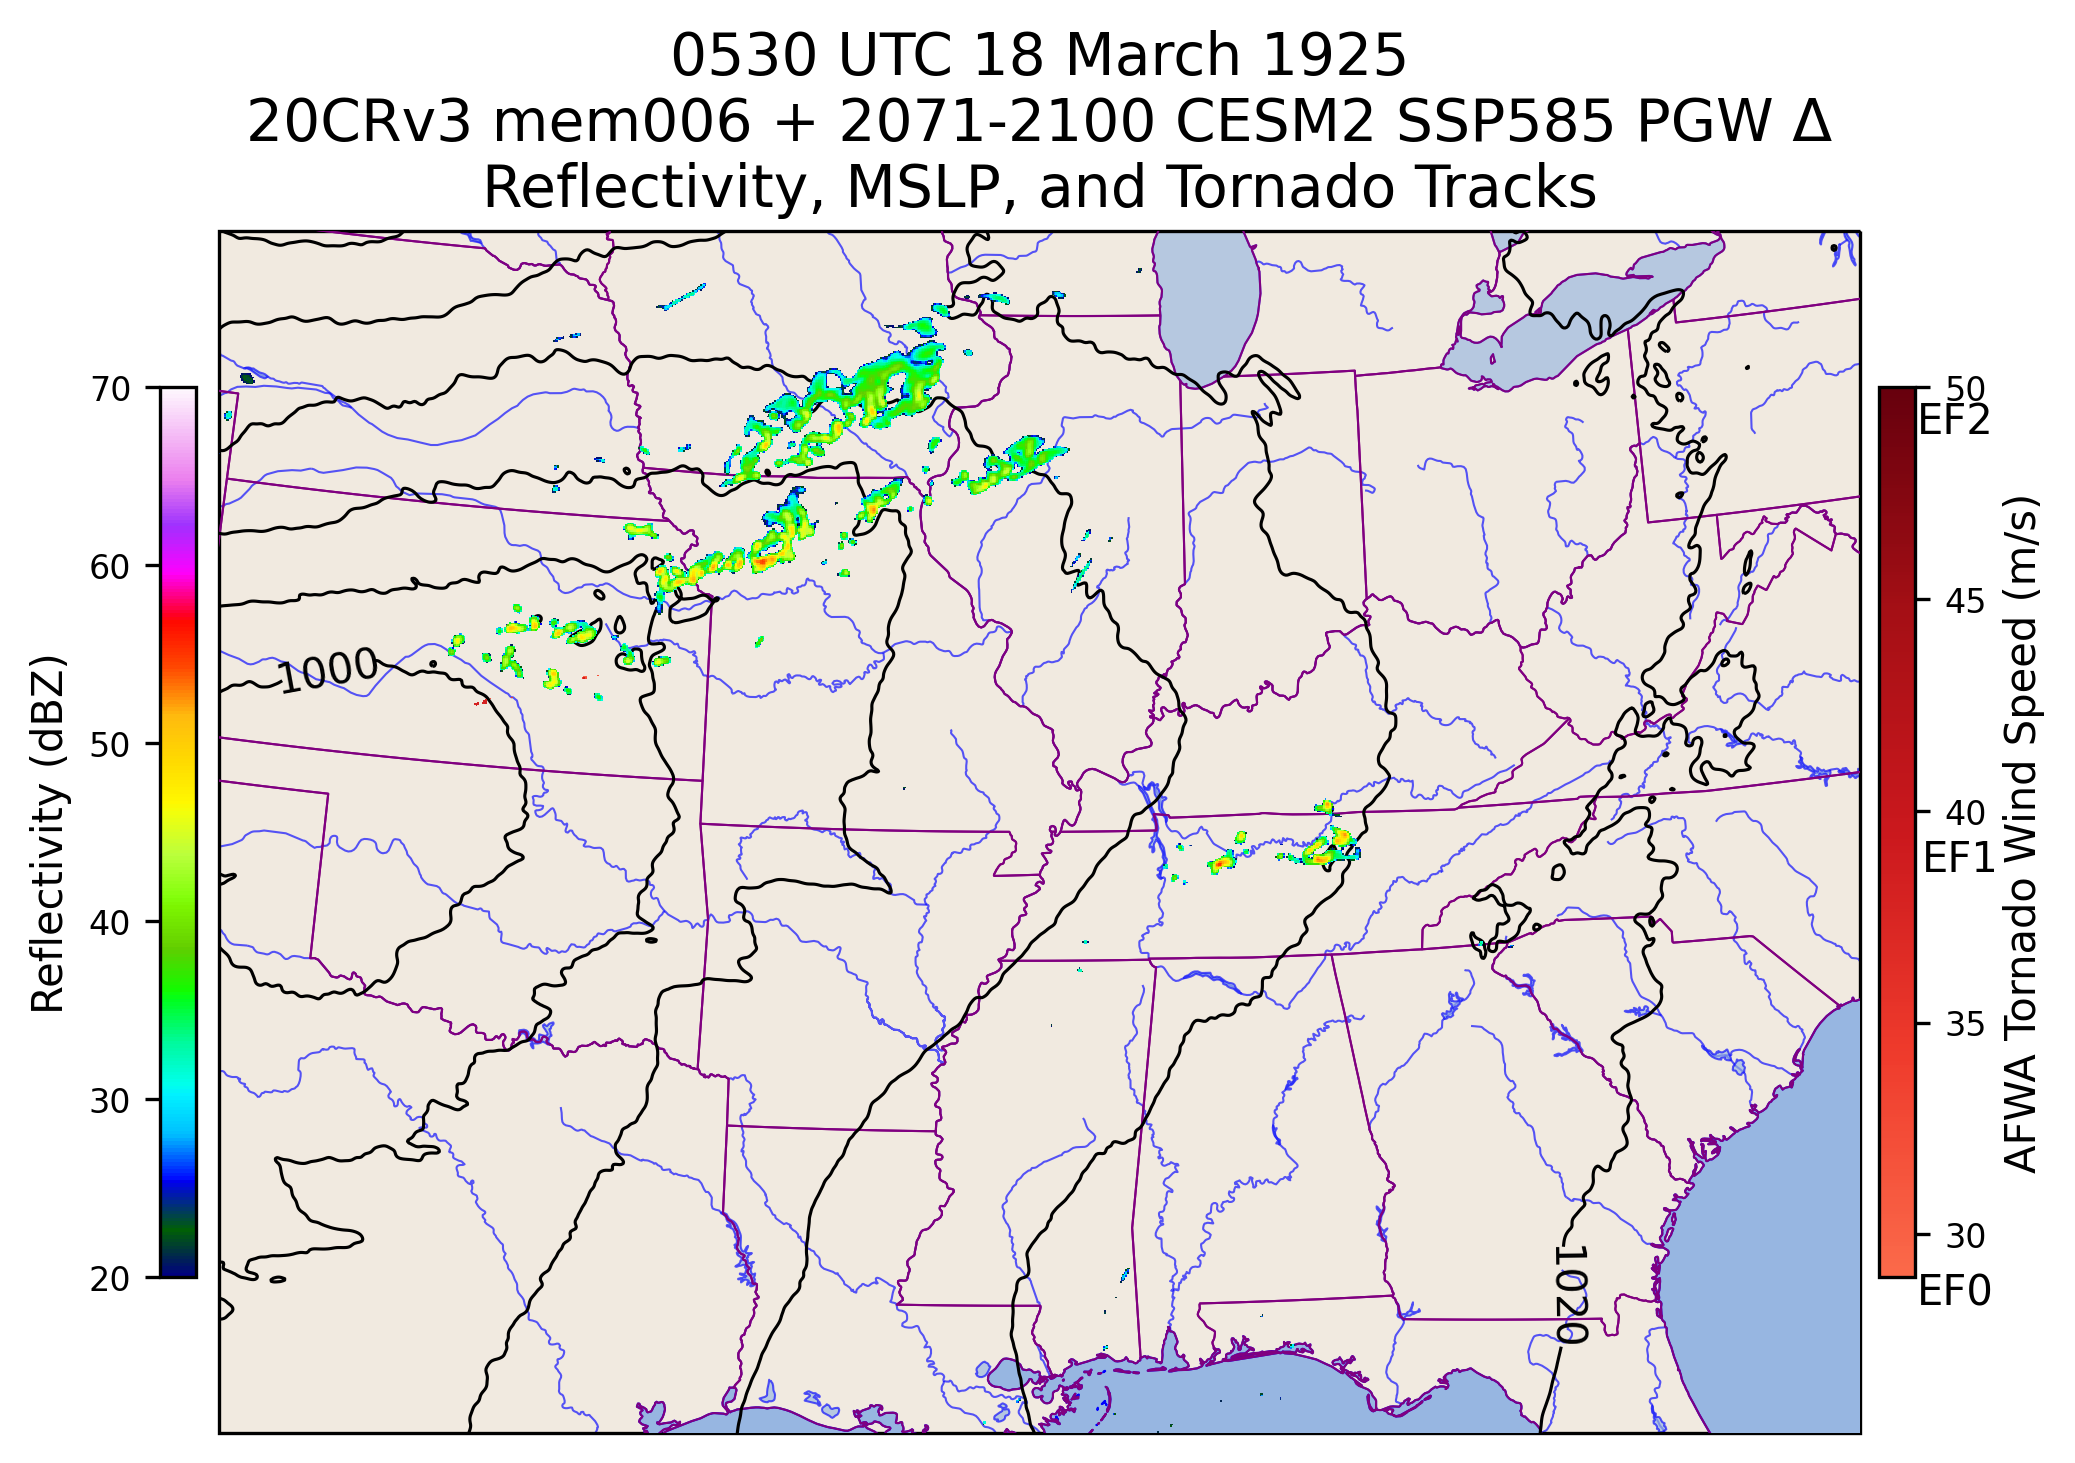 0530 UTC 18 March 1925
20CRv3 mem006 + 2071-2100 CESM2 SSP585 PGW Δ
Reflectivity, MSLP, and Tornado Tracks
Reflectivity (dBZ)
70
60
50
40
30
20
1000
1020
50
EF2
45
40
EF1
35
30
EF0
AFWA Tornado Wind Speed (m/s)